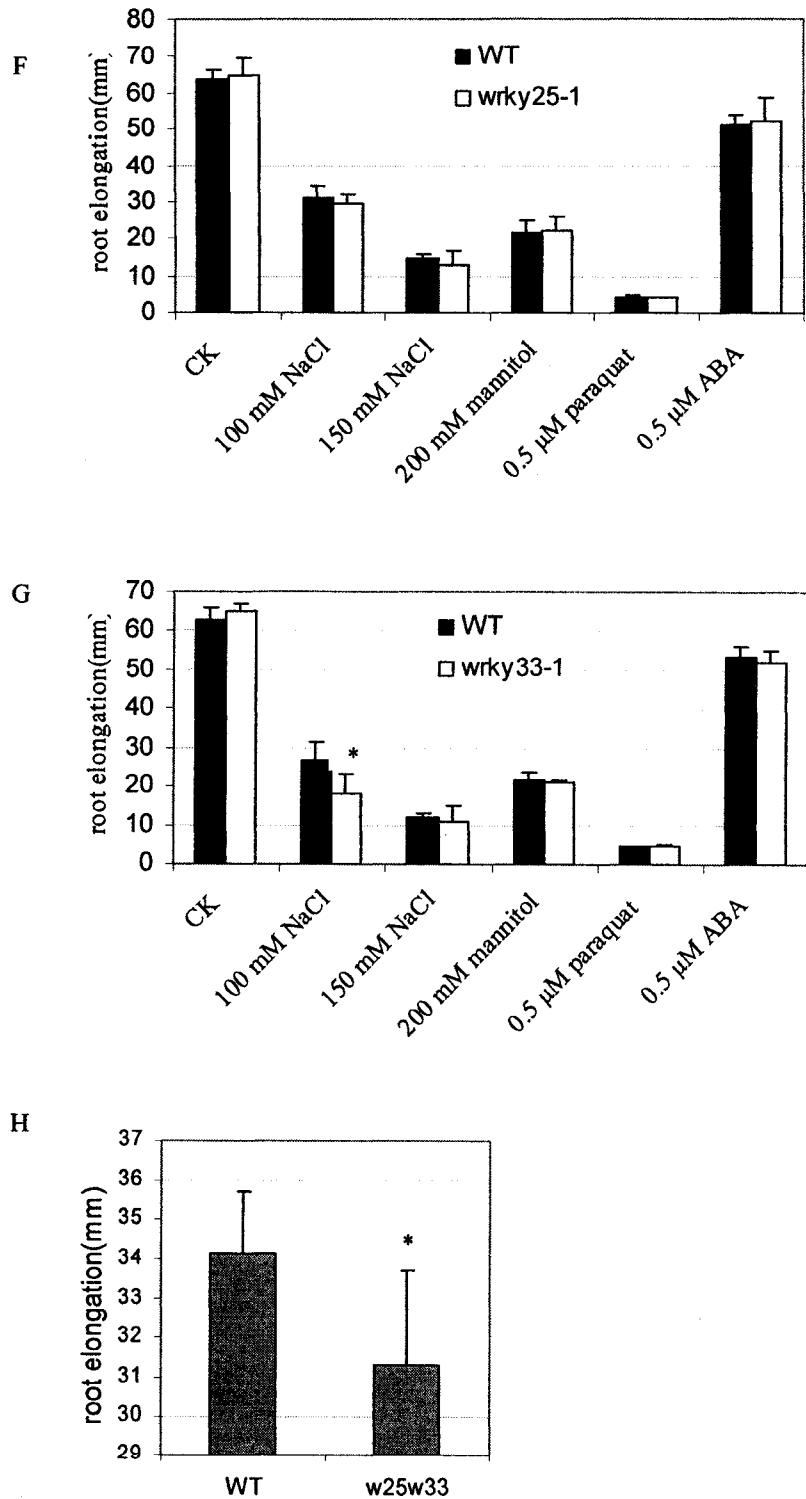 F
80
70
60
50
40
30
20
10
0
root elongation(mm)
WT
wrky25-1
CK
100 mM NaCl
150 mM NaCl
200 mM mannitol
0.5 µM paraquat
0.5 µM ABA
G
70
60
50
40
30
20
10
0
root elongation(mm)
WT
wrky33-1
*
CK
100 mM NaCl
150 mM NaCl
200 mM mannitol
0.5 µM paraquat
0.5 µM ABA
H
37
36
35
34
33
32
31
30
29
root elongation(mm)
*
WT
w25w33